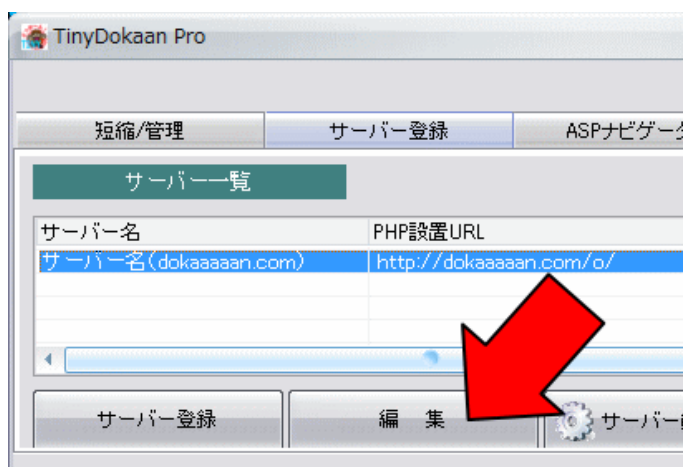 TinyDokaan Pro
短縮/管理 サーバー登録 ASPナビゲータ
サーバー一覧
サーバー名 PHP設置URL
サーバー名(dokaaaaan.com) http://dokaaaaan.com/o/
サーバー登録 編 集 サーバー